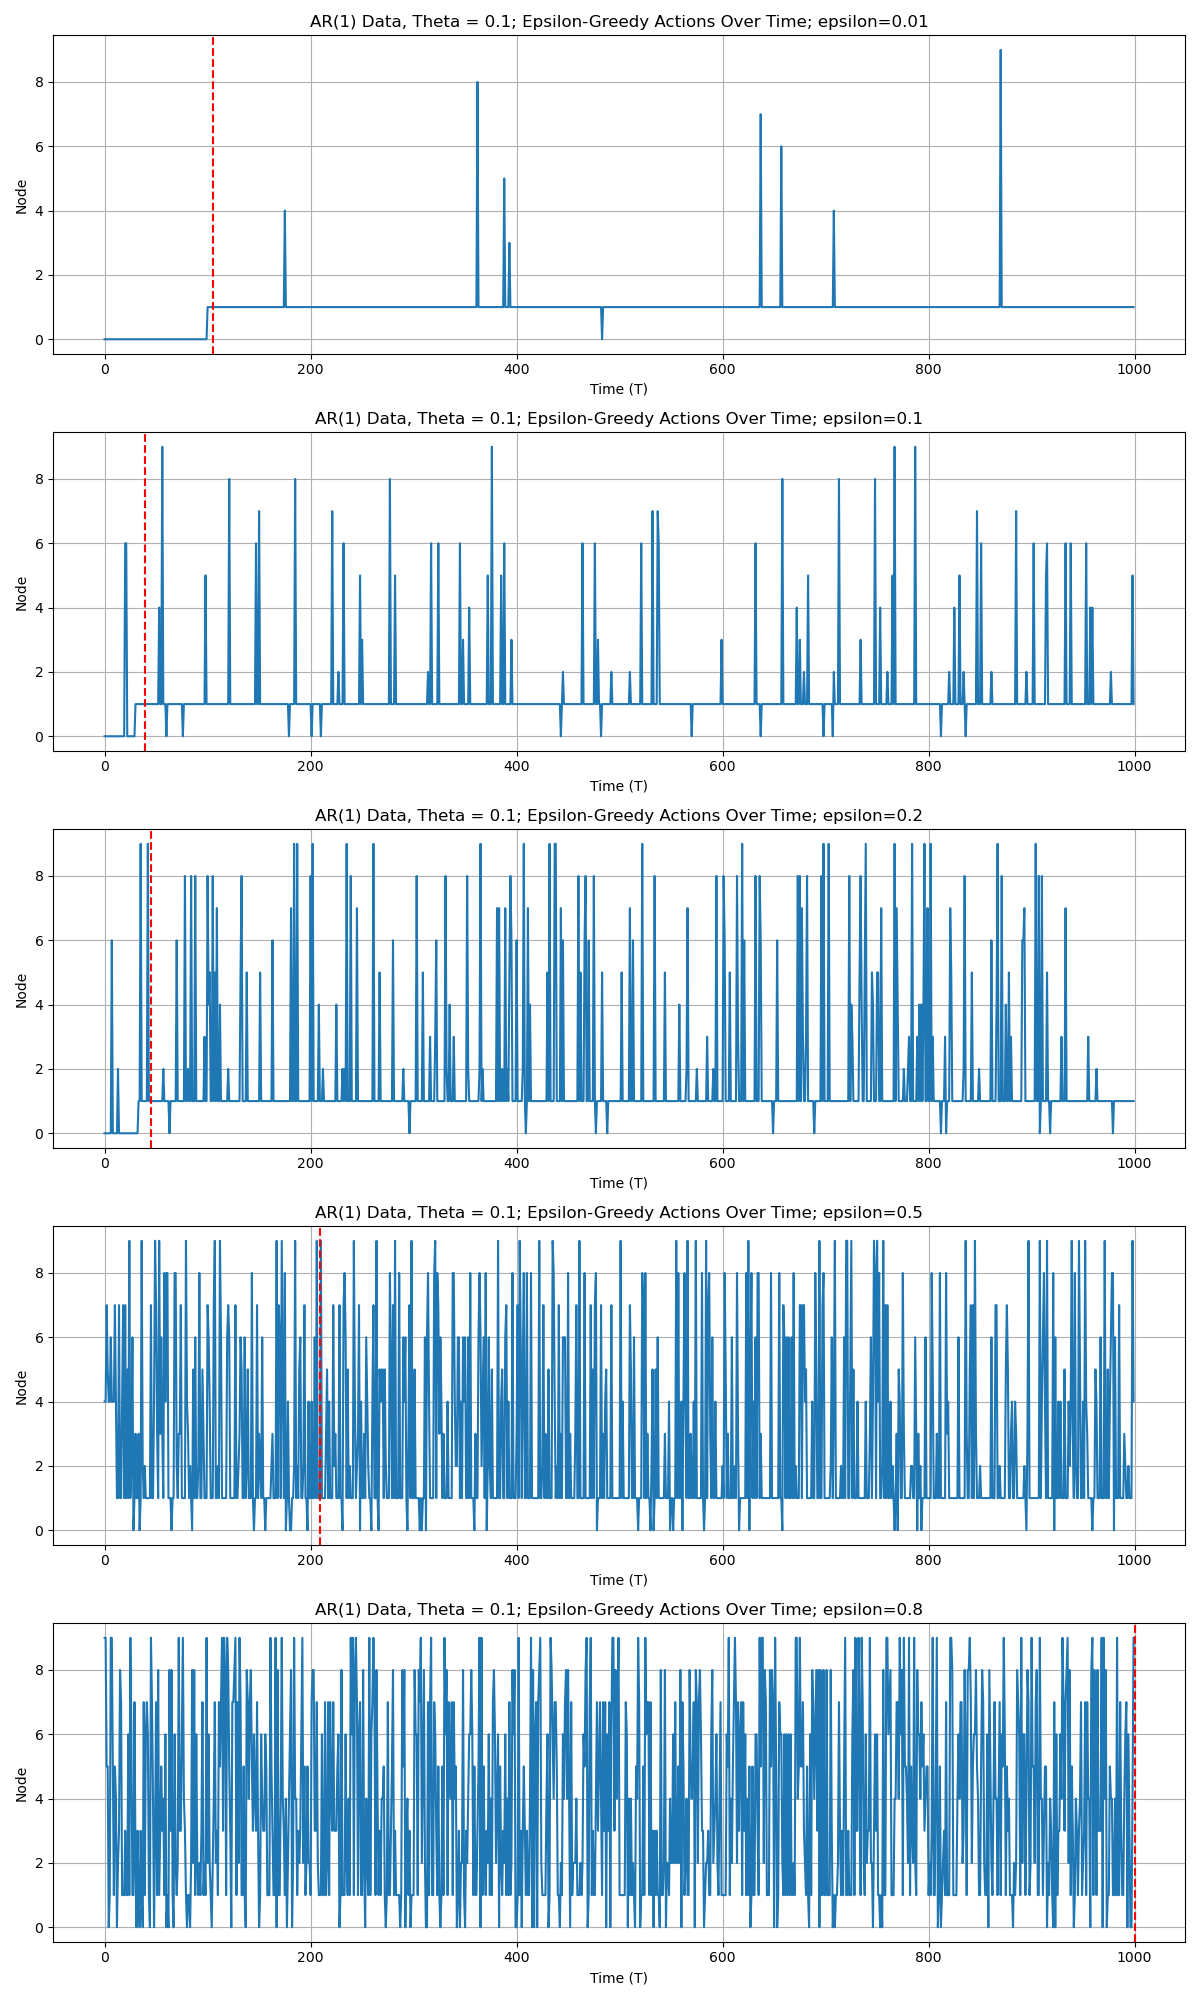 AR(1) Data, Theta = 0.1; Epsilon-Greedy Actions Over Time; epsilon=0.01
8
6
4
2
0
Node
0 200 400 600 800 1000
Time (T)
AR(1) Data, Theta = 0.1; Epsilon-Greedy Actions Over Time; epsilon=0.1
8
6
4
2
0
Node
0 200 400 600 800 1000
Time (T)
AR(1) Data, Theta = 0.1; Epsilon-Greedy Actions Over Time; epsilon=0.2
8
6
4
2
0
Node
0 200 400 600 800 1000
Time (T)
AR(1) Data, Theta = 0.1; Epsilon-Greedy Actions Over Time; epsilon=0.5
8
6
4
2
0
Node
0 200 400 600 800 1000
Time (T)
AR(1) Data, Theta = 0.1; Epsilon-Greedy Actions Over Time; epsilon=0.8
8
6
4
2
0
Node
0 200 400 600 800 1000
Time (T)